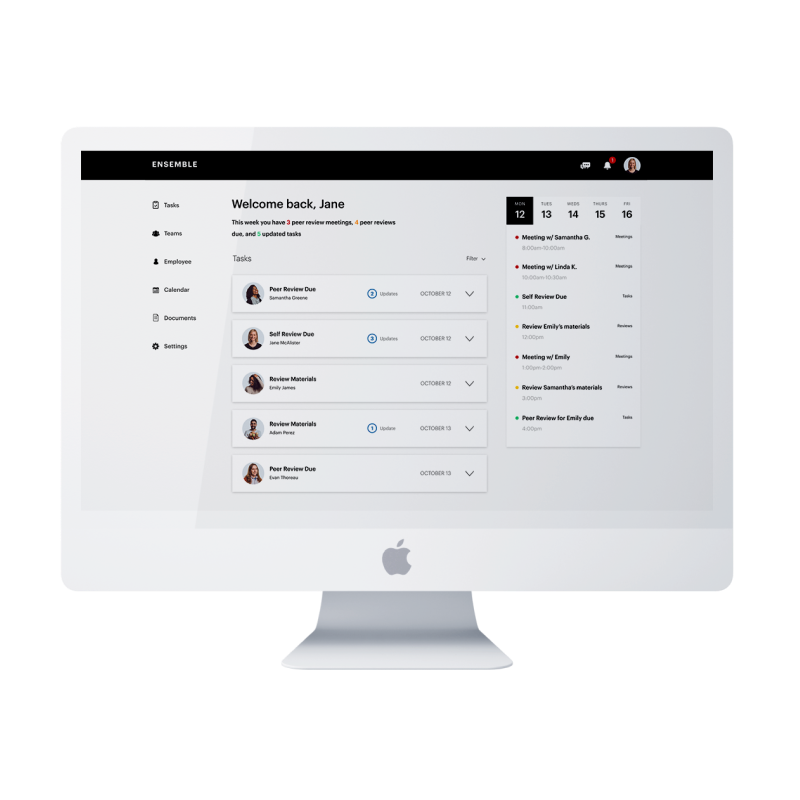 ENSEMBLE
1
Tasks
Teams
Employee
Calendar
Documents
Settings
Welcome back, Jane
This week you have 3 peer review meetings, 4 peer reviews
due, and 5 updated tasks
Tasks
Filter
Peer Review Due
Samantha Greene
2 Updates
OCTOBER 12
Self Review Due
Jane McAlister
3 Updates
OCTOBER 12
Review Materials
Emily James
OCTOBER 12
Review Materials
Adam Perez
1 Update
OCTOBER 13
Peer Review Due
Evan Thoreau
OCTOBER 13
MON TUES WEDS THURS FRI
12 13 14 15 16
Meeting w/ Samantha G. Meetings
8:00am-10:00am
Meeting w/ Linda K. Meetings
10:00am-10:30am
Self Review Due Tasks
11:00am
Review Emily's materials Reviews
12:00pm
Meeting w/ Emily Meetings
1:00pm-2:00pm
Review Samantha's materials Reviews
3:00pm
Peer Review for Emily due Tasks
4:00pm